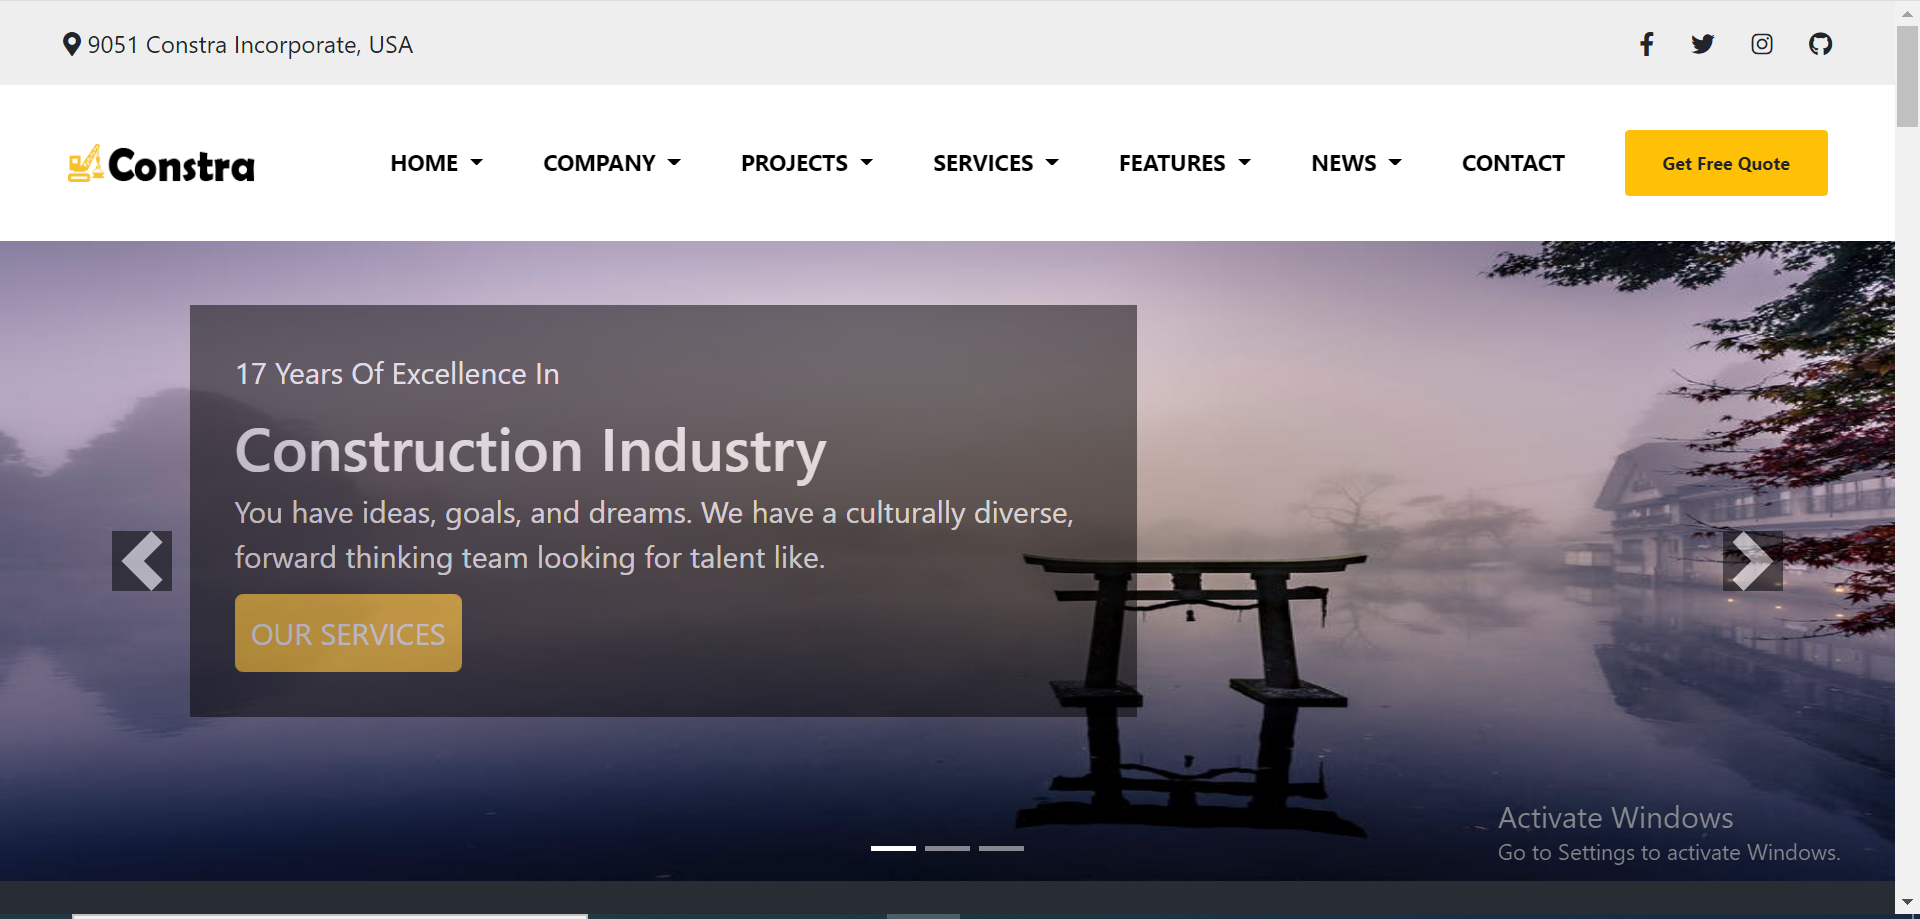 9051 Constra Incorporate, USA
Constra
HOME
COMPANY
PROJECTS
SERVICES
FEATURES
NEWS
CONTACT
Get Free Quote
17 Years Of Excellence In
Construction Industry
You have ideas, goals, and dreams. We have a culturally diverse,
forward thinking team looking for talent like.
OUR SERVICES
Activate Windows
Go to Settings to activate Windows.